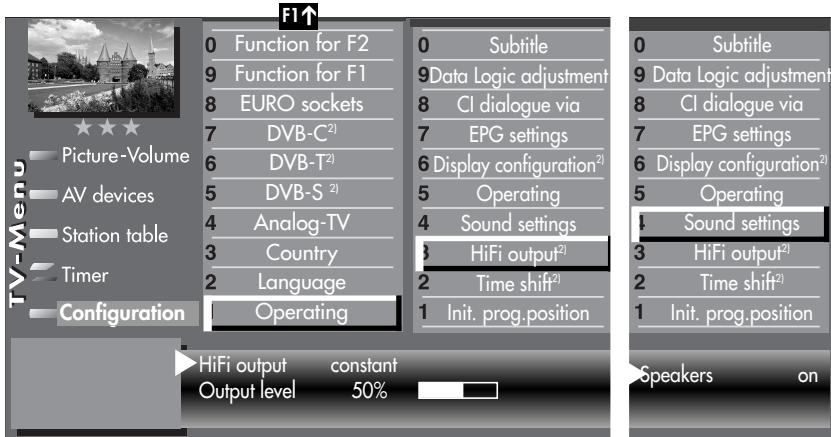 F1↑
TV-Menu
Picture-Volume
AV devices
Station table
Timer
Configuration
0 Function for F2
9 Function for F1
8 EURO sockets
7 DVB-C2)
6 DVB-T2)
5 DVB-S 2)
4 Analog-TV
3 Country
2 Language
Operating
0 Subtitle
9 Data Logic adjustment
8 CI dialogue via
7 EPG settings
6 Display configuration2)
5 Operating
4 Sound settings
3 HiFi output2)
2 Time shift2)
1 Init. prog.position
0 Subtitle
9 Data Logic adjustment
8 CI dialogue via
7 EPG settings
6 Display configuration2)
5 Operating
4 Sound settings
3 HiFi output2)
2 Time shift2)
1 Init. prog.position
HiFi output constant
Output level 50%
Speakers on